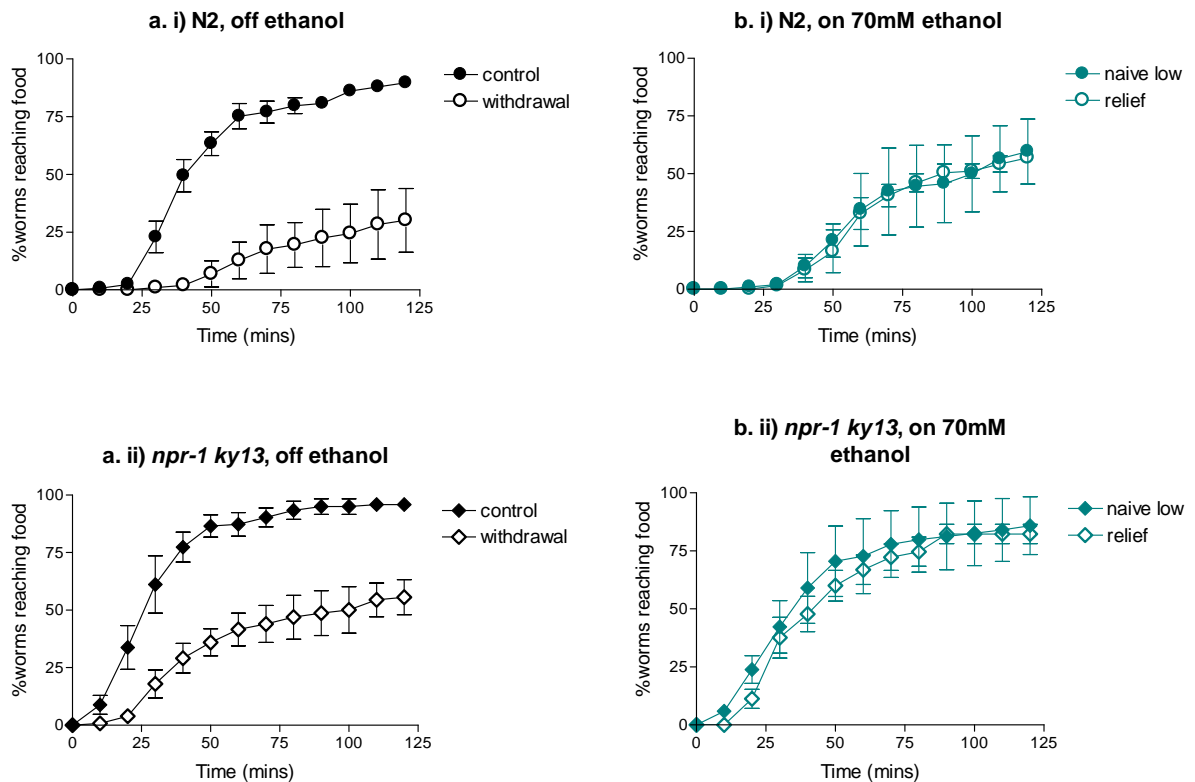 a. i) N2, off ethanol
100
75
50
25
0
%worms reaching food
0 25 50 75 100 125
Time (mins)
control
withdrawal
b. i) N2, on 70mM ethanol
100
75
50
25
0
%worms reaching food
0 25 50 75 100 125
Time (mins)
naive low
relief
a. ii) npr-1 ky13, off ethanol
100
75
50
25
0
%worms reaching food
0 25 50 75 100 125
Time (mins)
control
withdrawal
b. ii) npr-1 ky13, on 70mM
ethanol
100
75
50
25
0
%worms reaching food
0 25 50 75 100 125
Time (mins)
naive low
relief